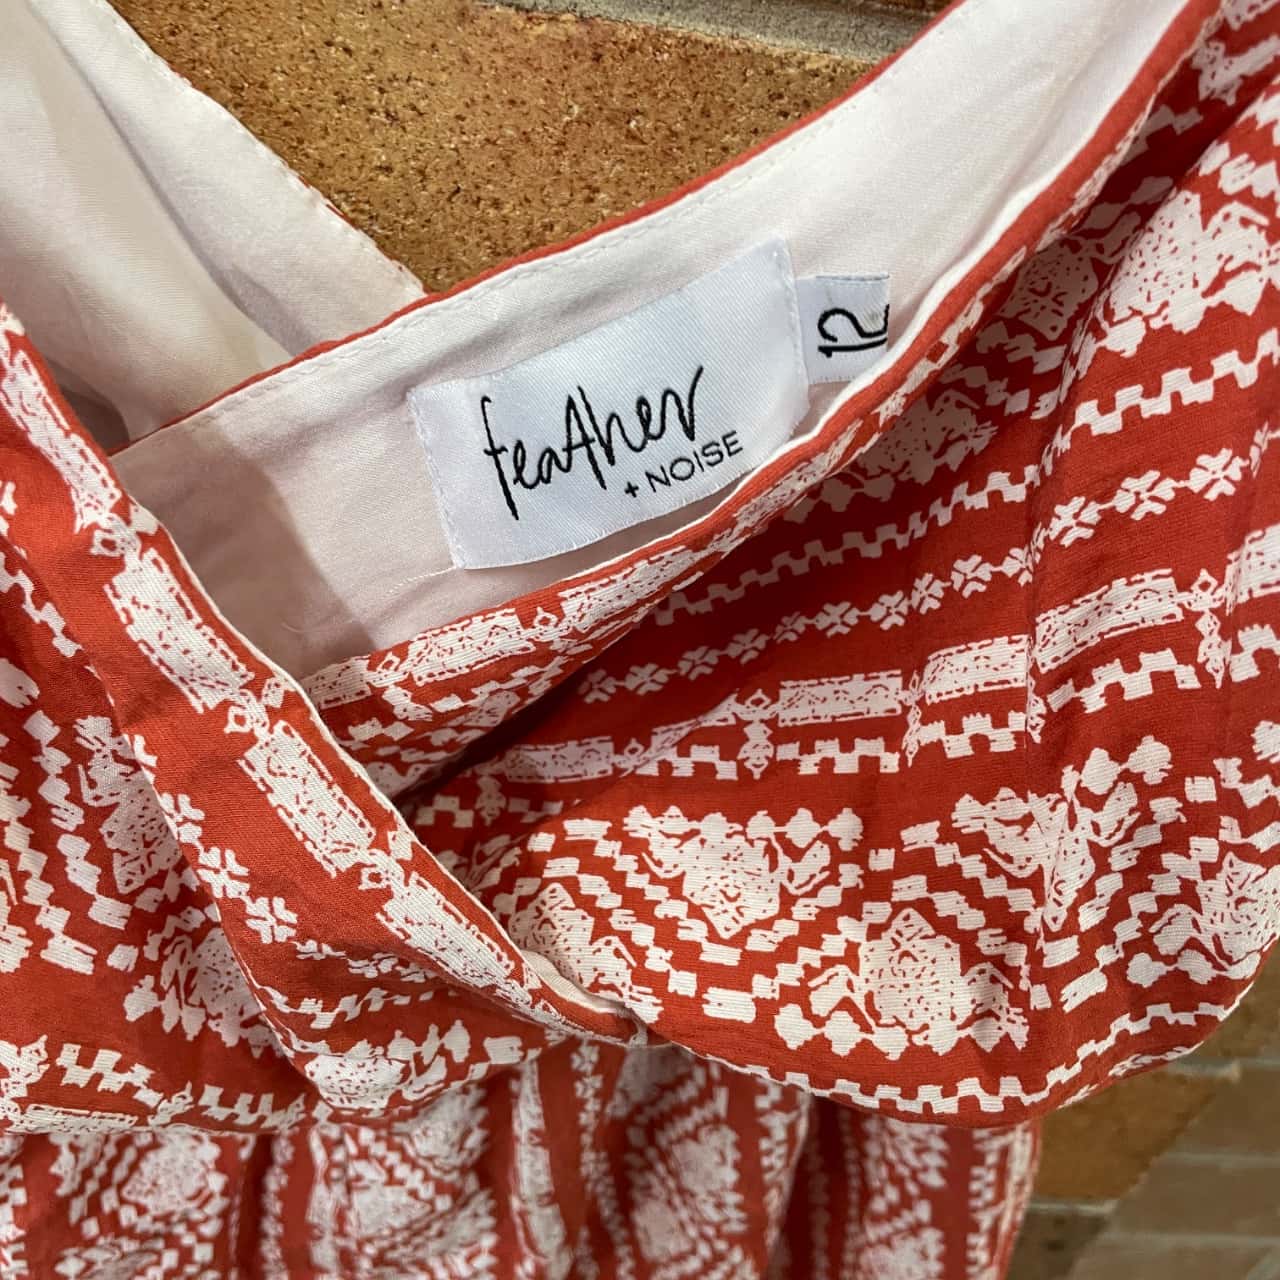 feather
+ NOISE
12